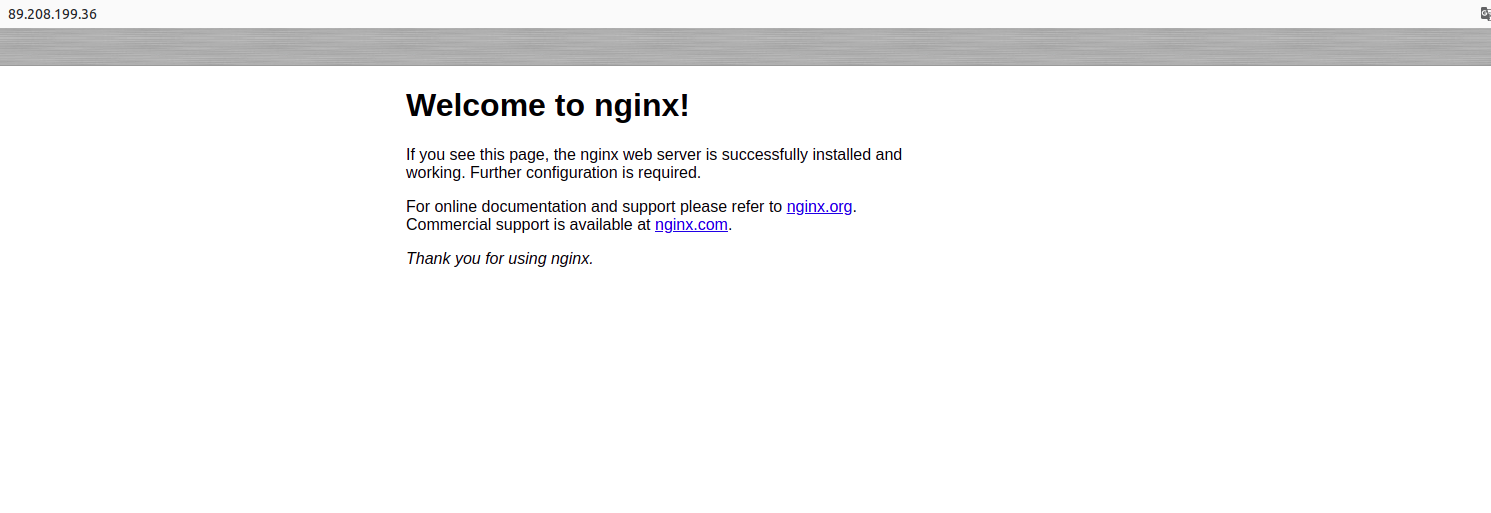 89.208.199.36
Welcome to nginx!
If you see this page, the nginx web server is successfully installed and
working. Further configuration is required.
For online documentation and support please refer to nginx.org.
Commercial support is available at nginx.com.
Thank you for using nginx.